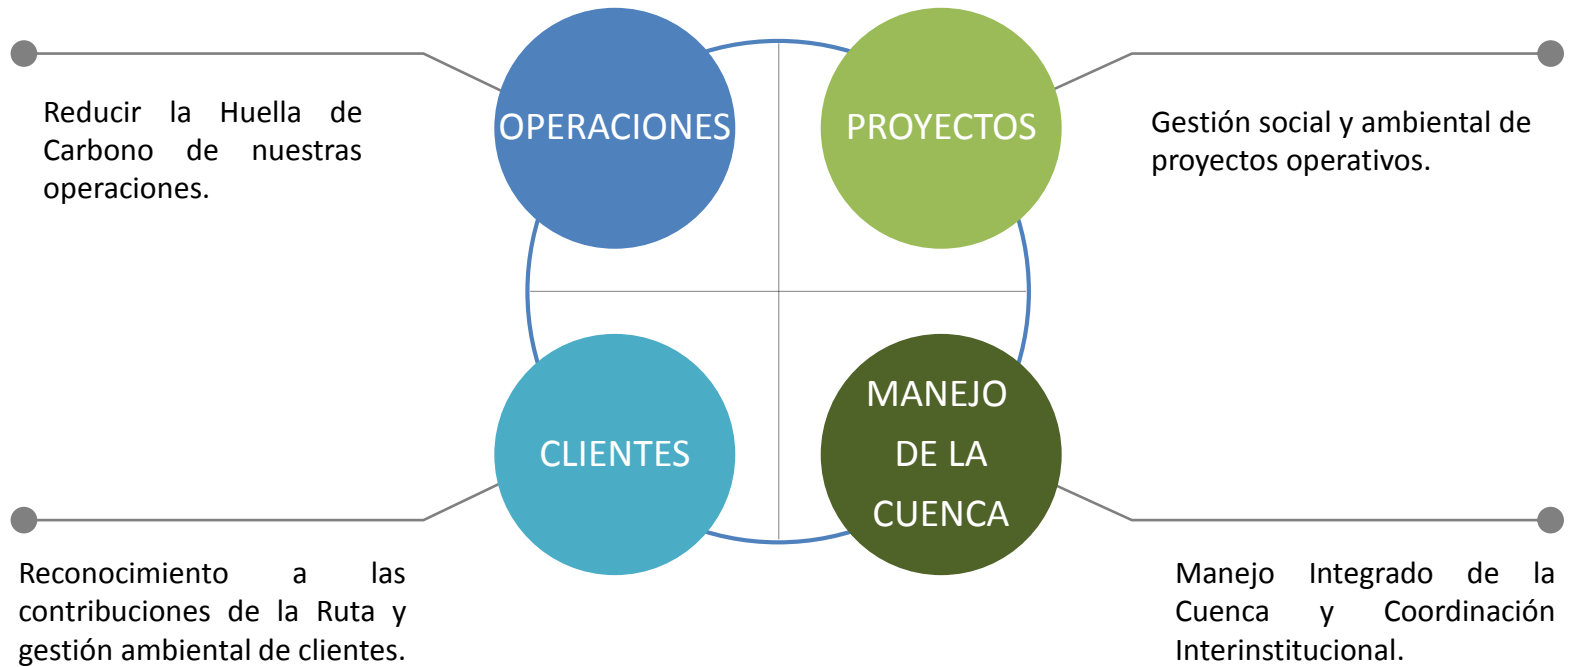 OPERACIONES
Reducir la Huella de
Carbono de nuestras
operaciones.
PROYECTOS
Gestión social y ambiental de
proyectos operativos.
CLIENTES
Reconocimiento a las
contribuciones de la Ruta y
gestión ambiental de clientes.
MANEJO
DE LA
CUENCA
Manejo Integrado de la
Cuenca y Coordinación
Interinstitucional.